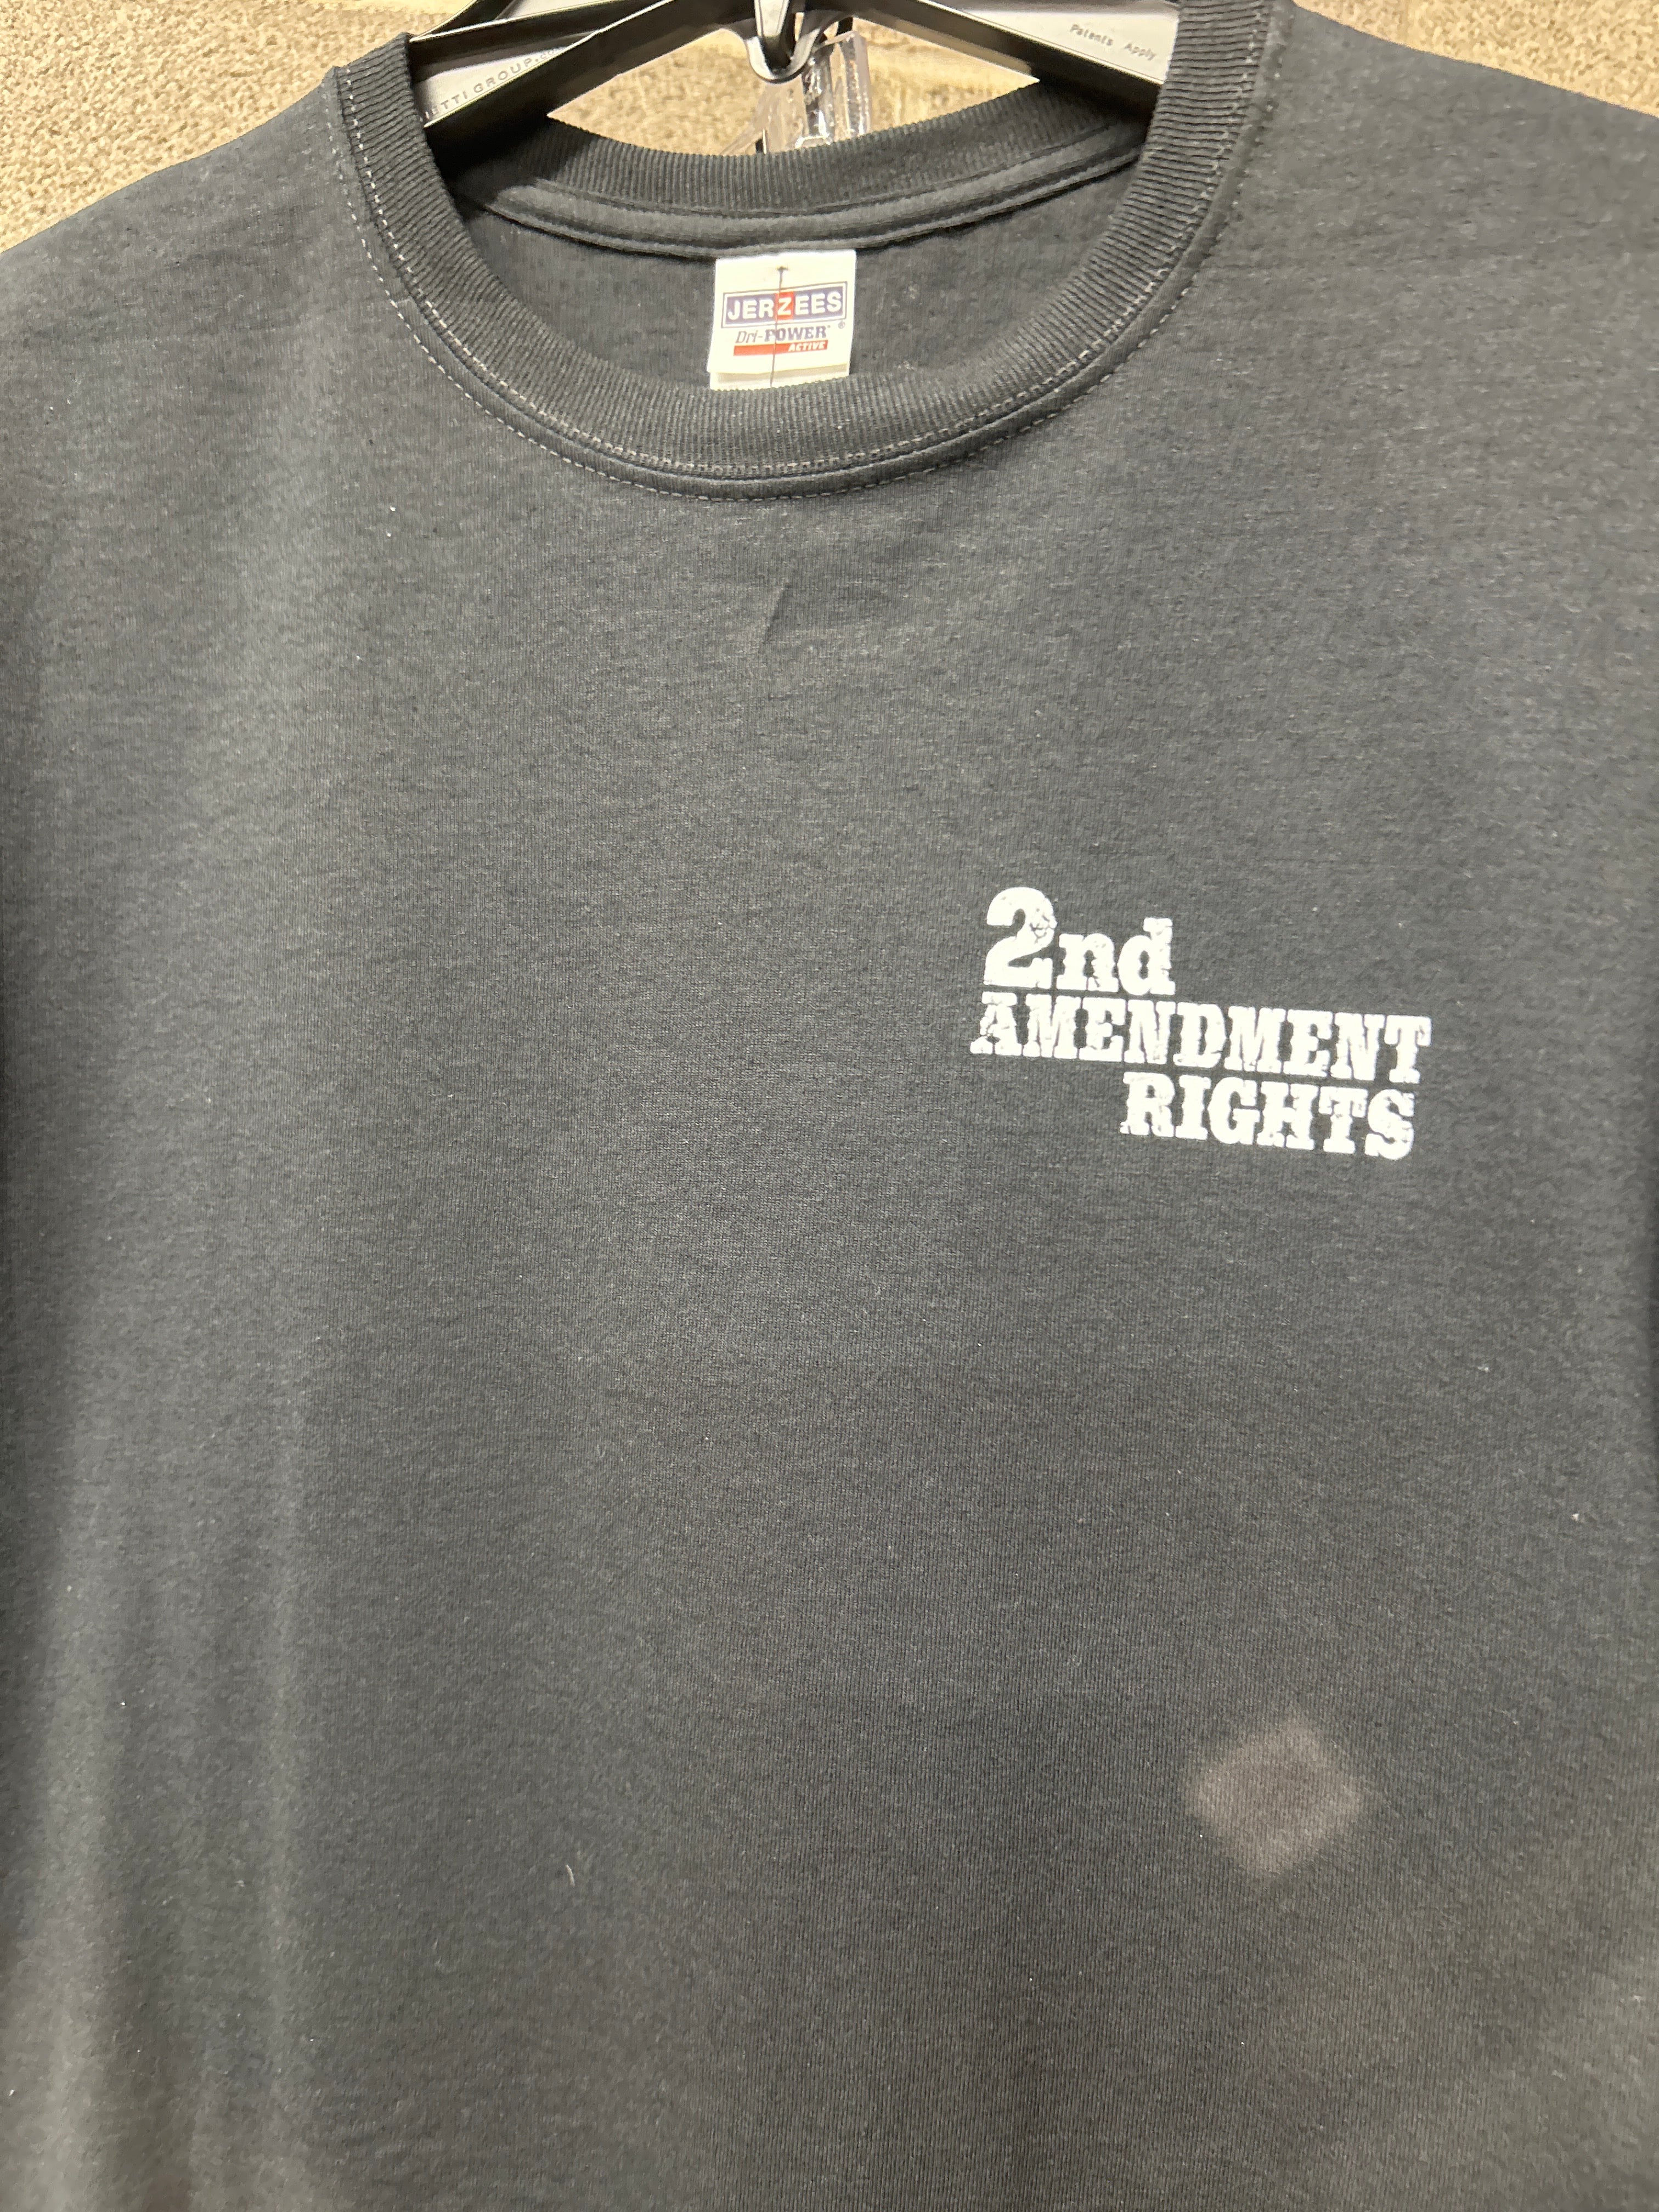 Patents Apply
JERZEES
Dri-POWER®
ACTIVE
2nd
AMENDMENT
RIGHTS